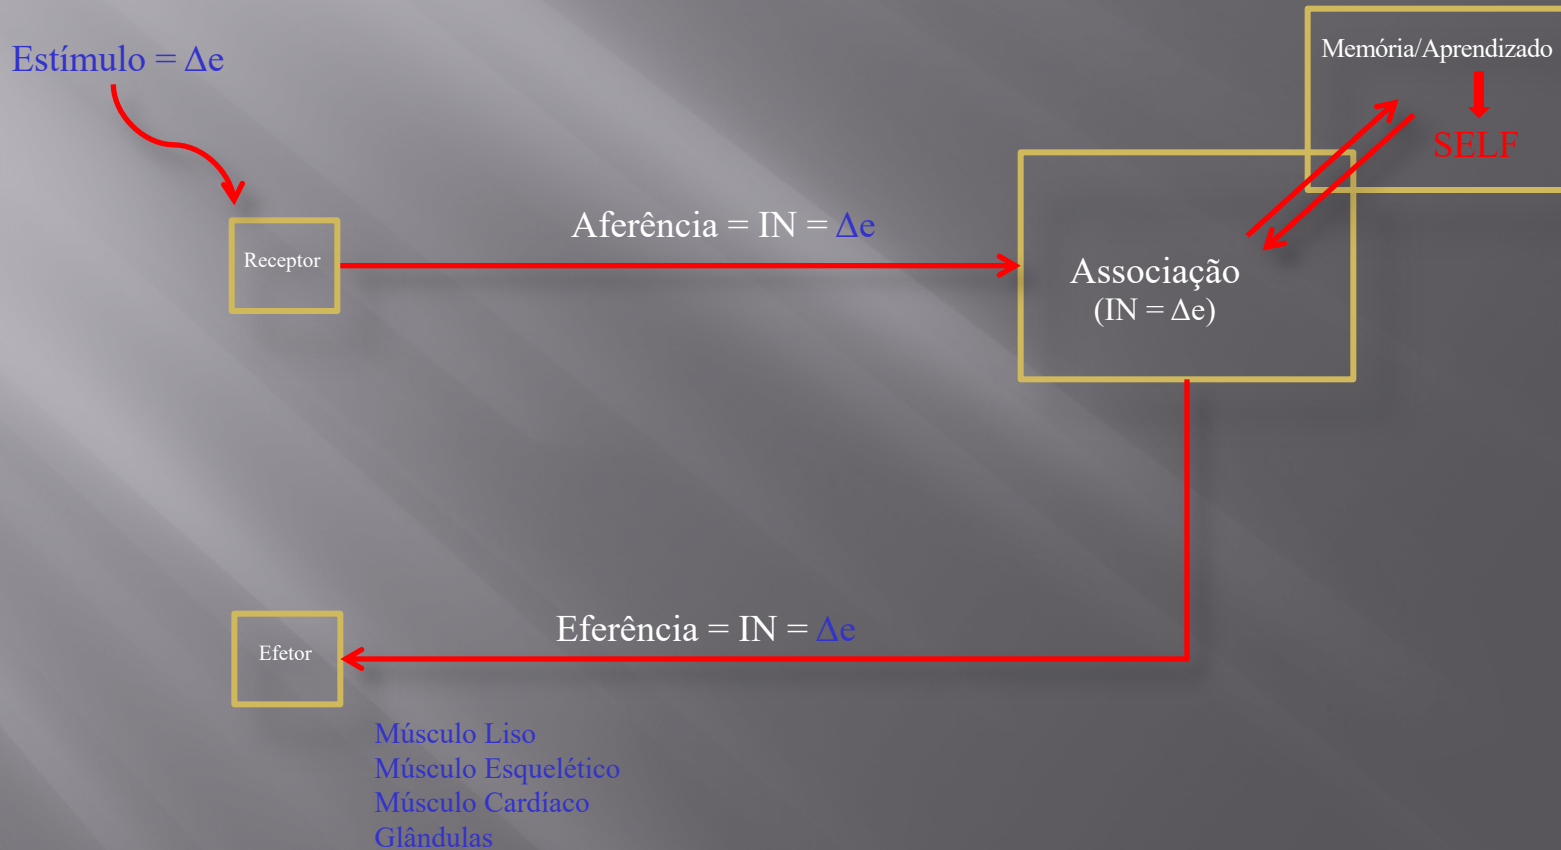 Estímulo = Δe
Memória/Aprendizado
SELF
Receptor
Aferência = IN = Δe
Associação
(IN = Δe)
Efetor
Eferência = IN = Δe
Músculo Liso
Músculo Esquelético
Músculo Cardíaco
Glândulas